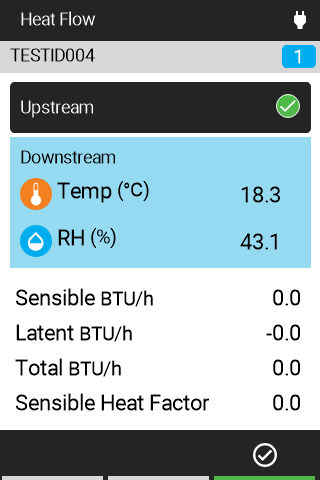 Heat Flow
TESTID004 1
Upstream
Downstream
Temp (°C) 18.3
RH (%) 43.1
Sensible BTU/h 0.0
Latent BTU/h -0.0
Total BTU/h 0.0
Sensible Heat Factor 0.0